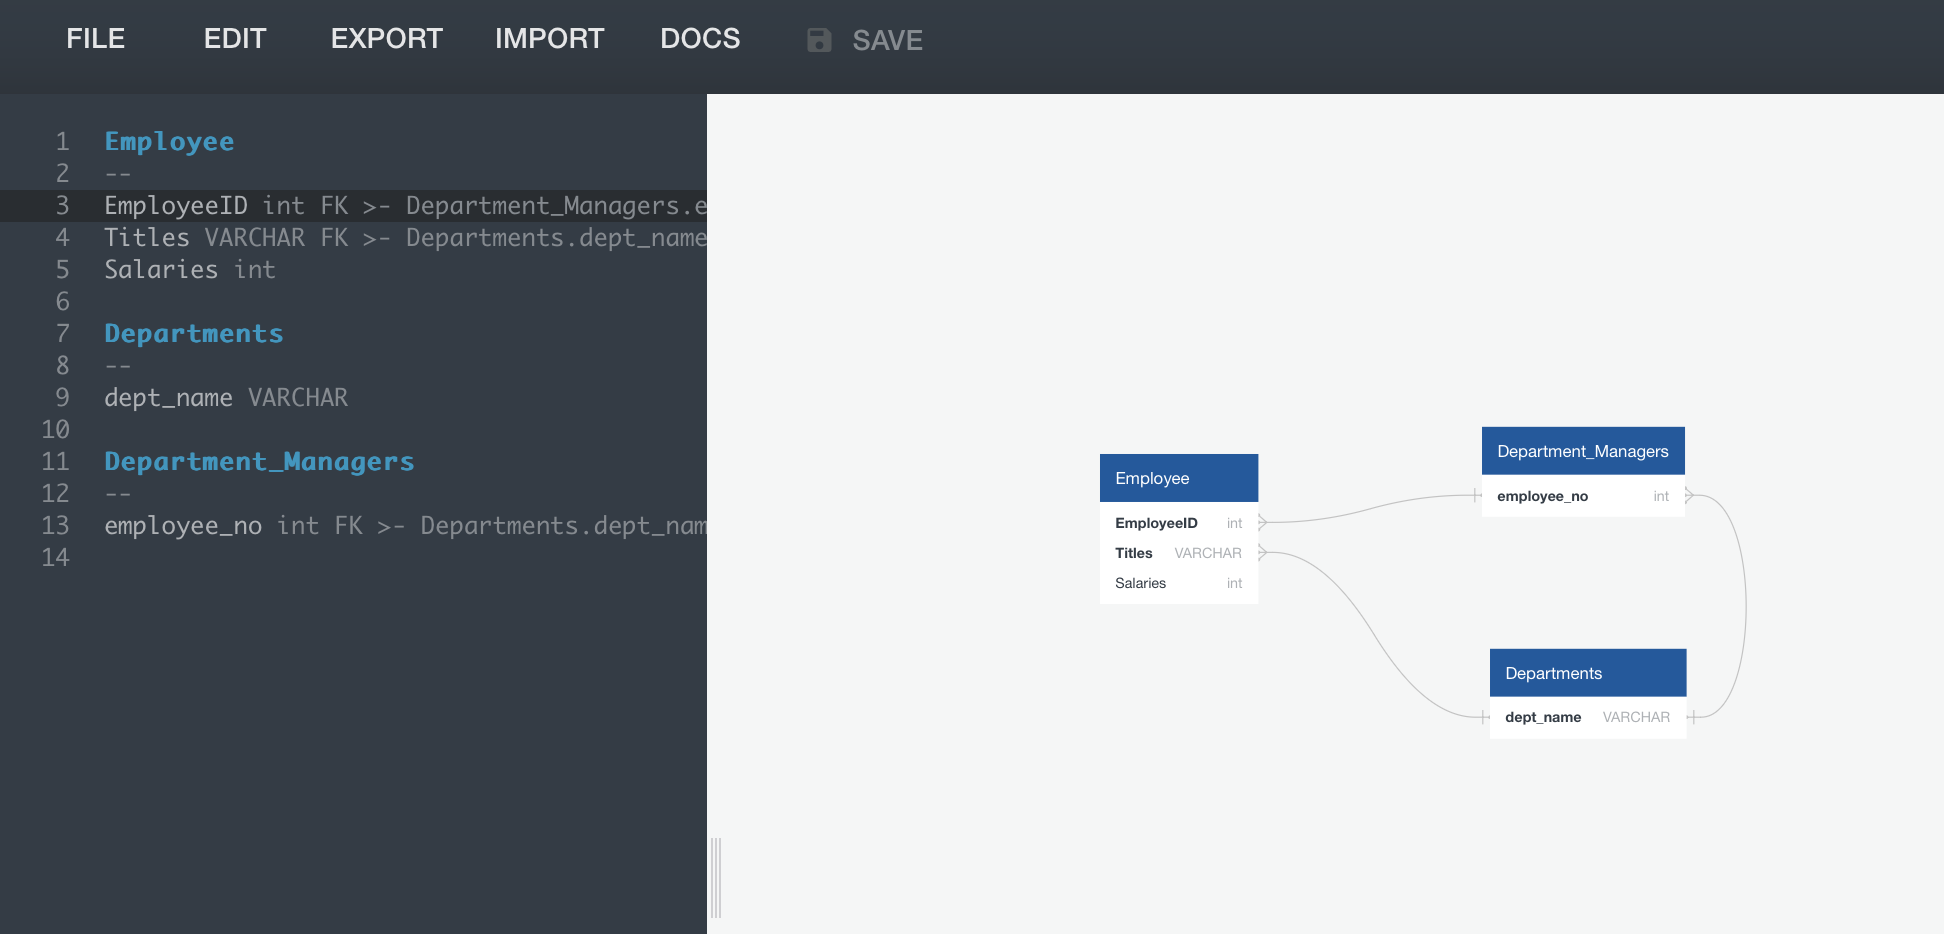 FILE EDIT EXPORT IMPORT DOCS SAVE
1 Employee
2 --
3 EmployeeID int FK >- Department_Managers.e
4 Titles VARCHAR FK >- Departments.dept_name
5 Salaries int
6
7 Departments
8 --
9 dept_name VARCHAR
10
11 Department_Managers
12 --
13 employee_no int FK >- Departments.dept_nam
14
Employee
EmployeeID int
Titles VARCHAR
Salaries int
Department_Managers
employee_no int
Departments
dept_name VARCHAR